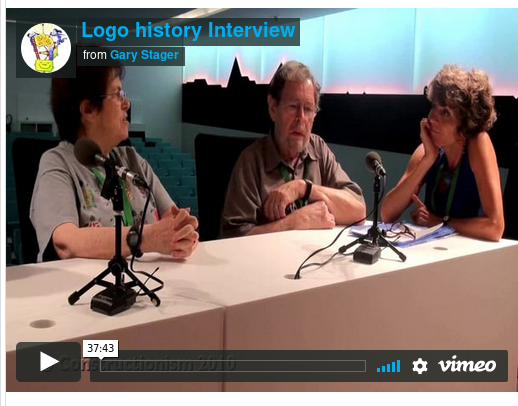 Logo history Interview
from Gary Stager
37:43
Constructionism 2010
vimeo